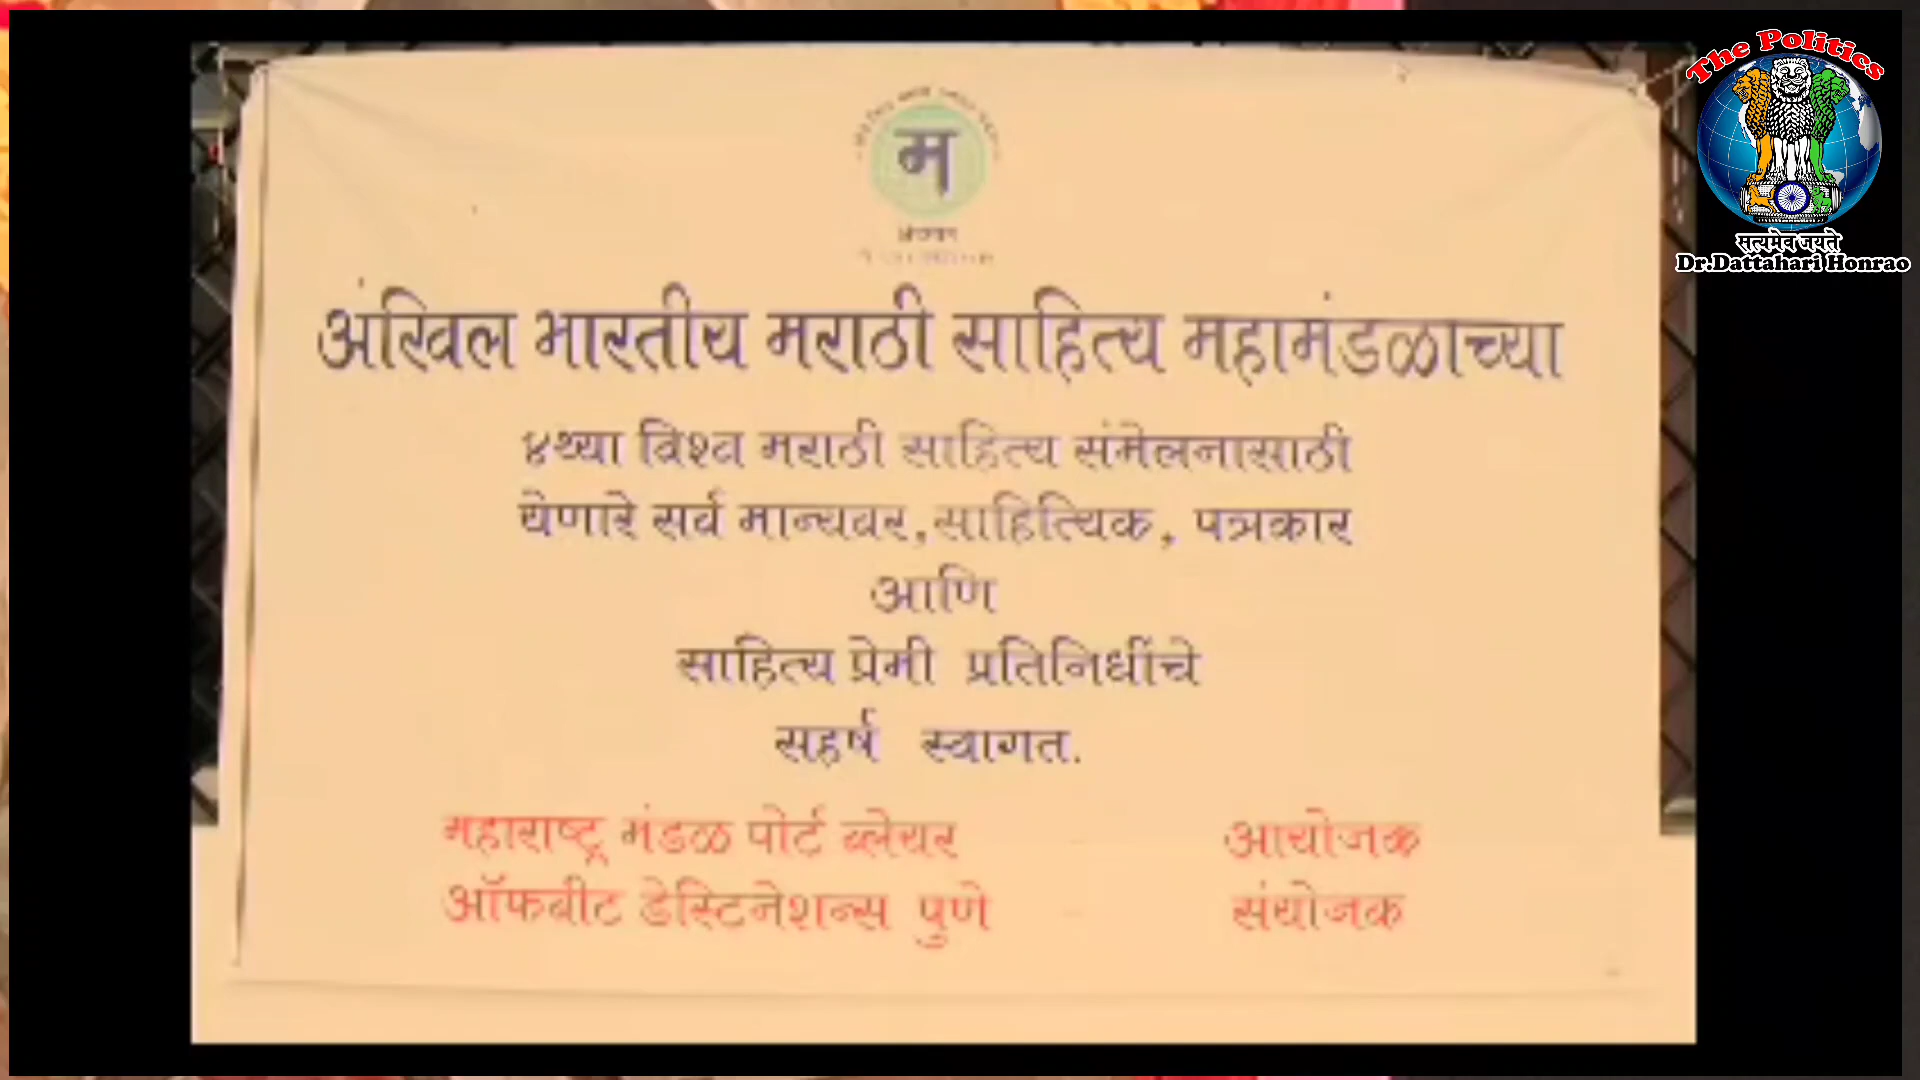 The Politics
सत्यमेव जयते
Dr.Dattahari Honrao
म
अखिल भारतीय मराठी साहित्य महामंडळाच्या
४थ्या विश्व मराठी साहित्य संमेलनासाठी
येणारे सर्व मान्यवर, साहित्यिक, पत्रकार
आणि
साहित्य प्रेमी प्रतिनिधींचे
सहर्ष स्वागत.
महाराष्ट्र मंडळ पोर्ट ब्लेयर - आयोजक
ऑफबीट डेस्टिनेशन्स पुणे - संयोजक